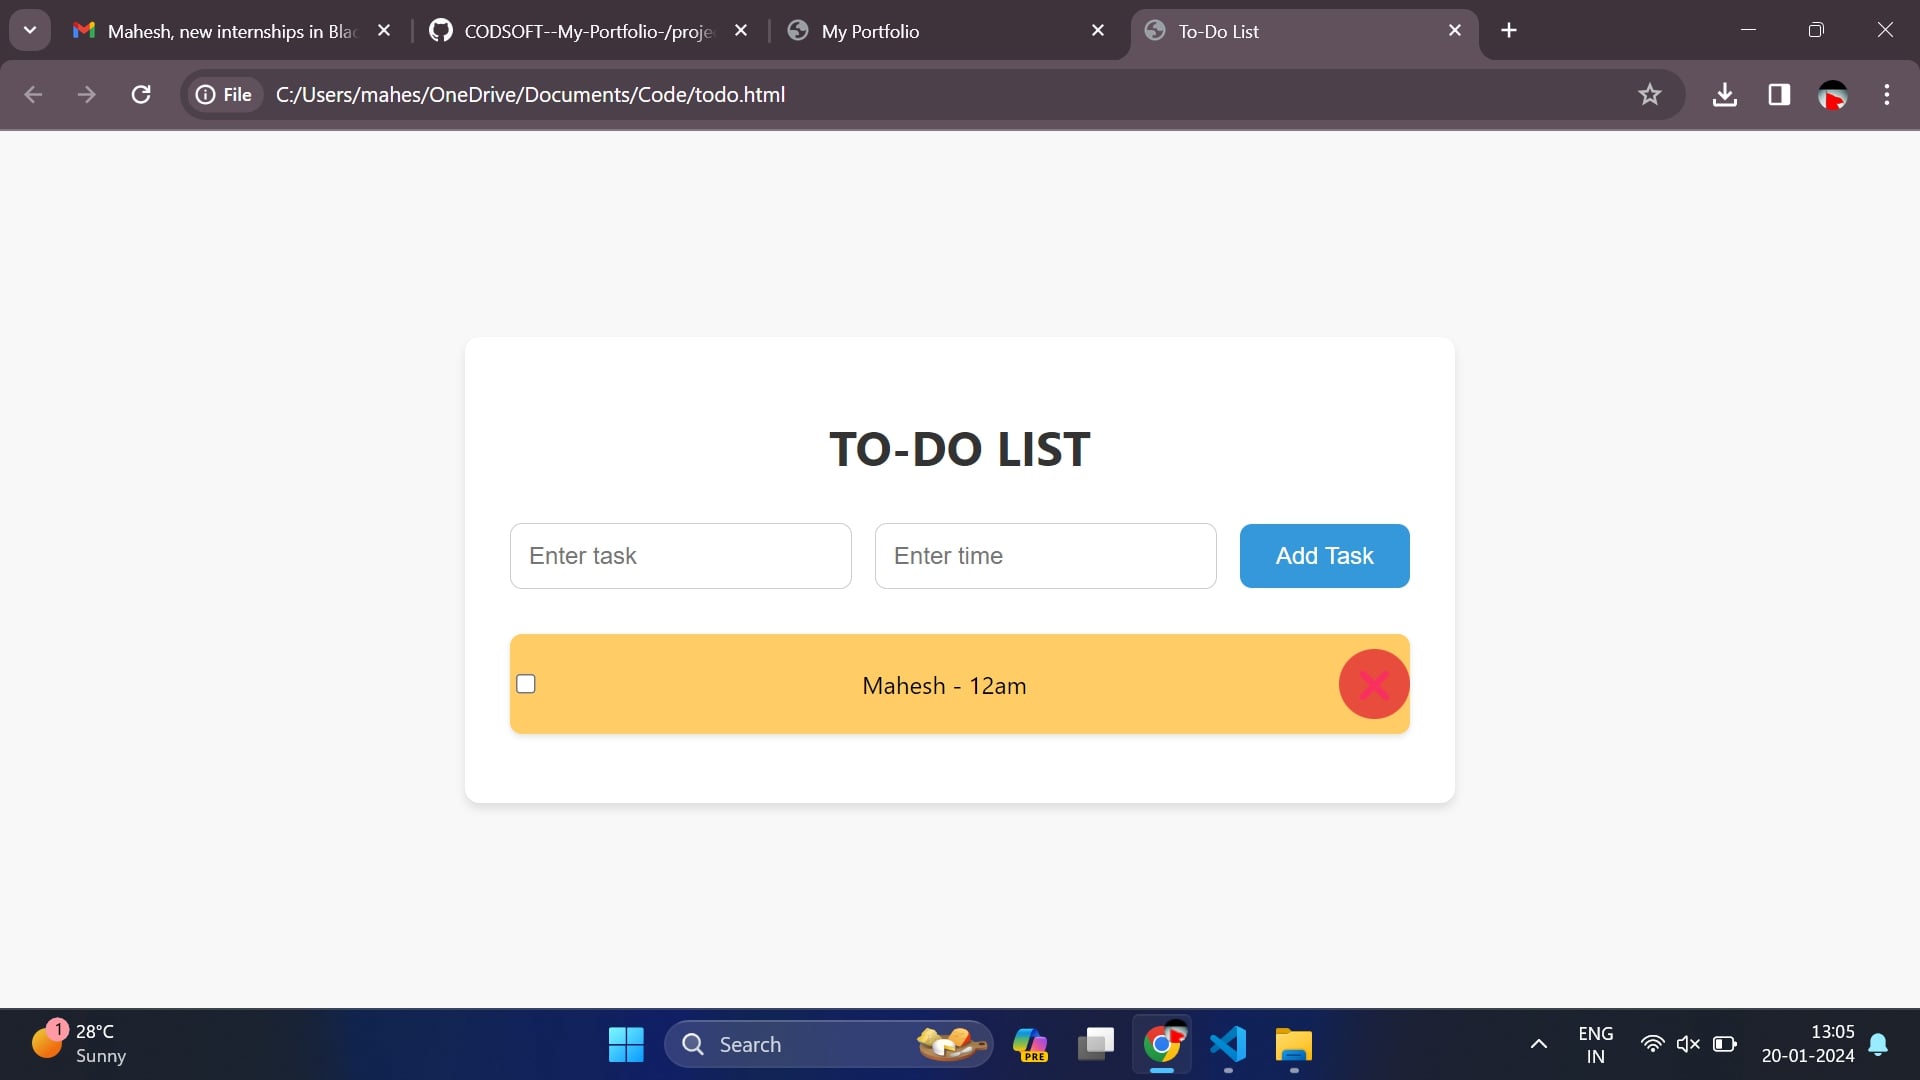 Mahesh, new internships in Bla
CODSOFT--My-Portfolio-/proje
My Portfolio
To-Do List
File
C:/Users/mahes/OneDrive/Documents/Code/todo.html
TO-DO LIST
Enter task
Enter time
Add Task
Mahesh - 12am
1
28°C
Sunny
Search
PRE
ENG
IN
13:05
20-01-2024